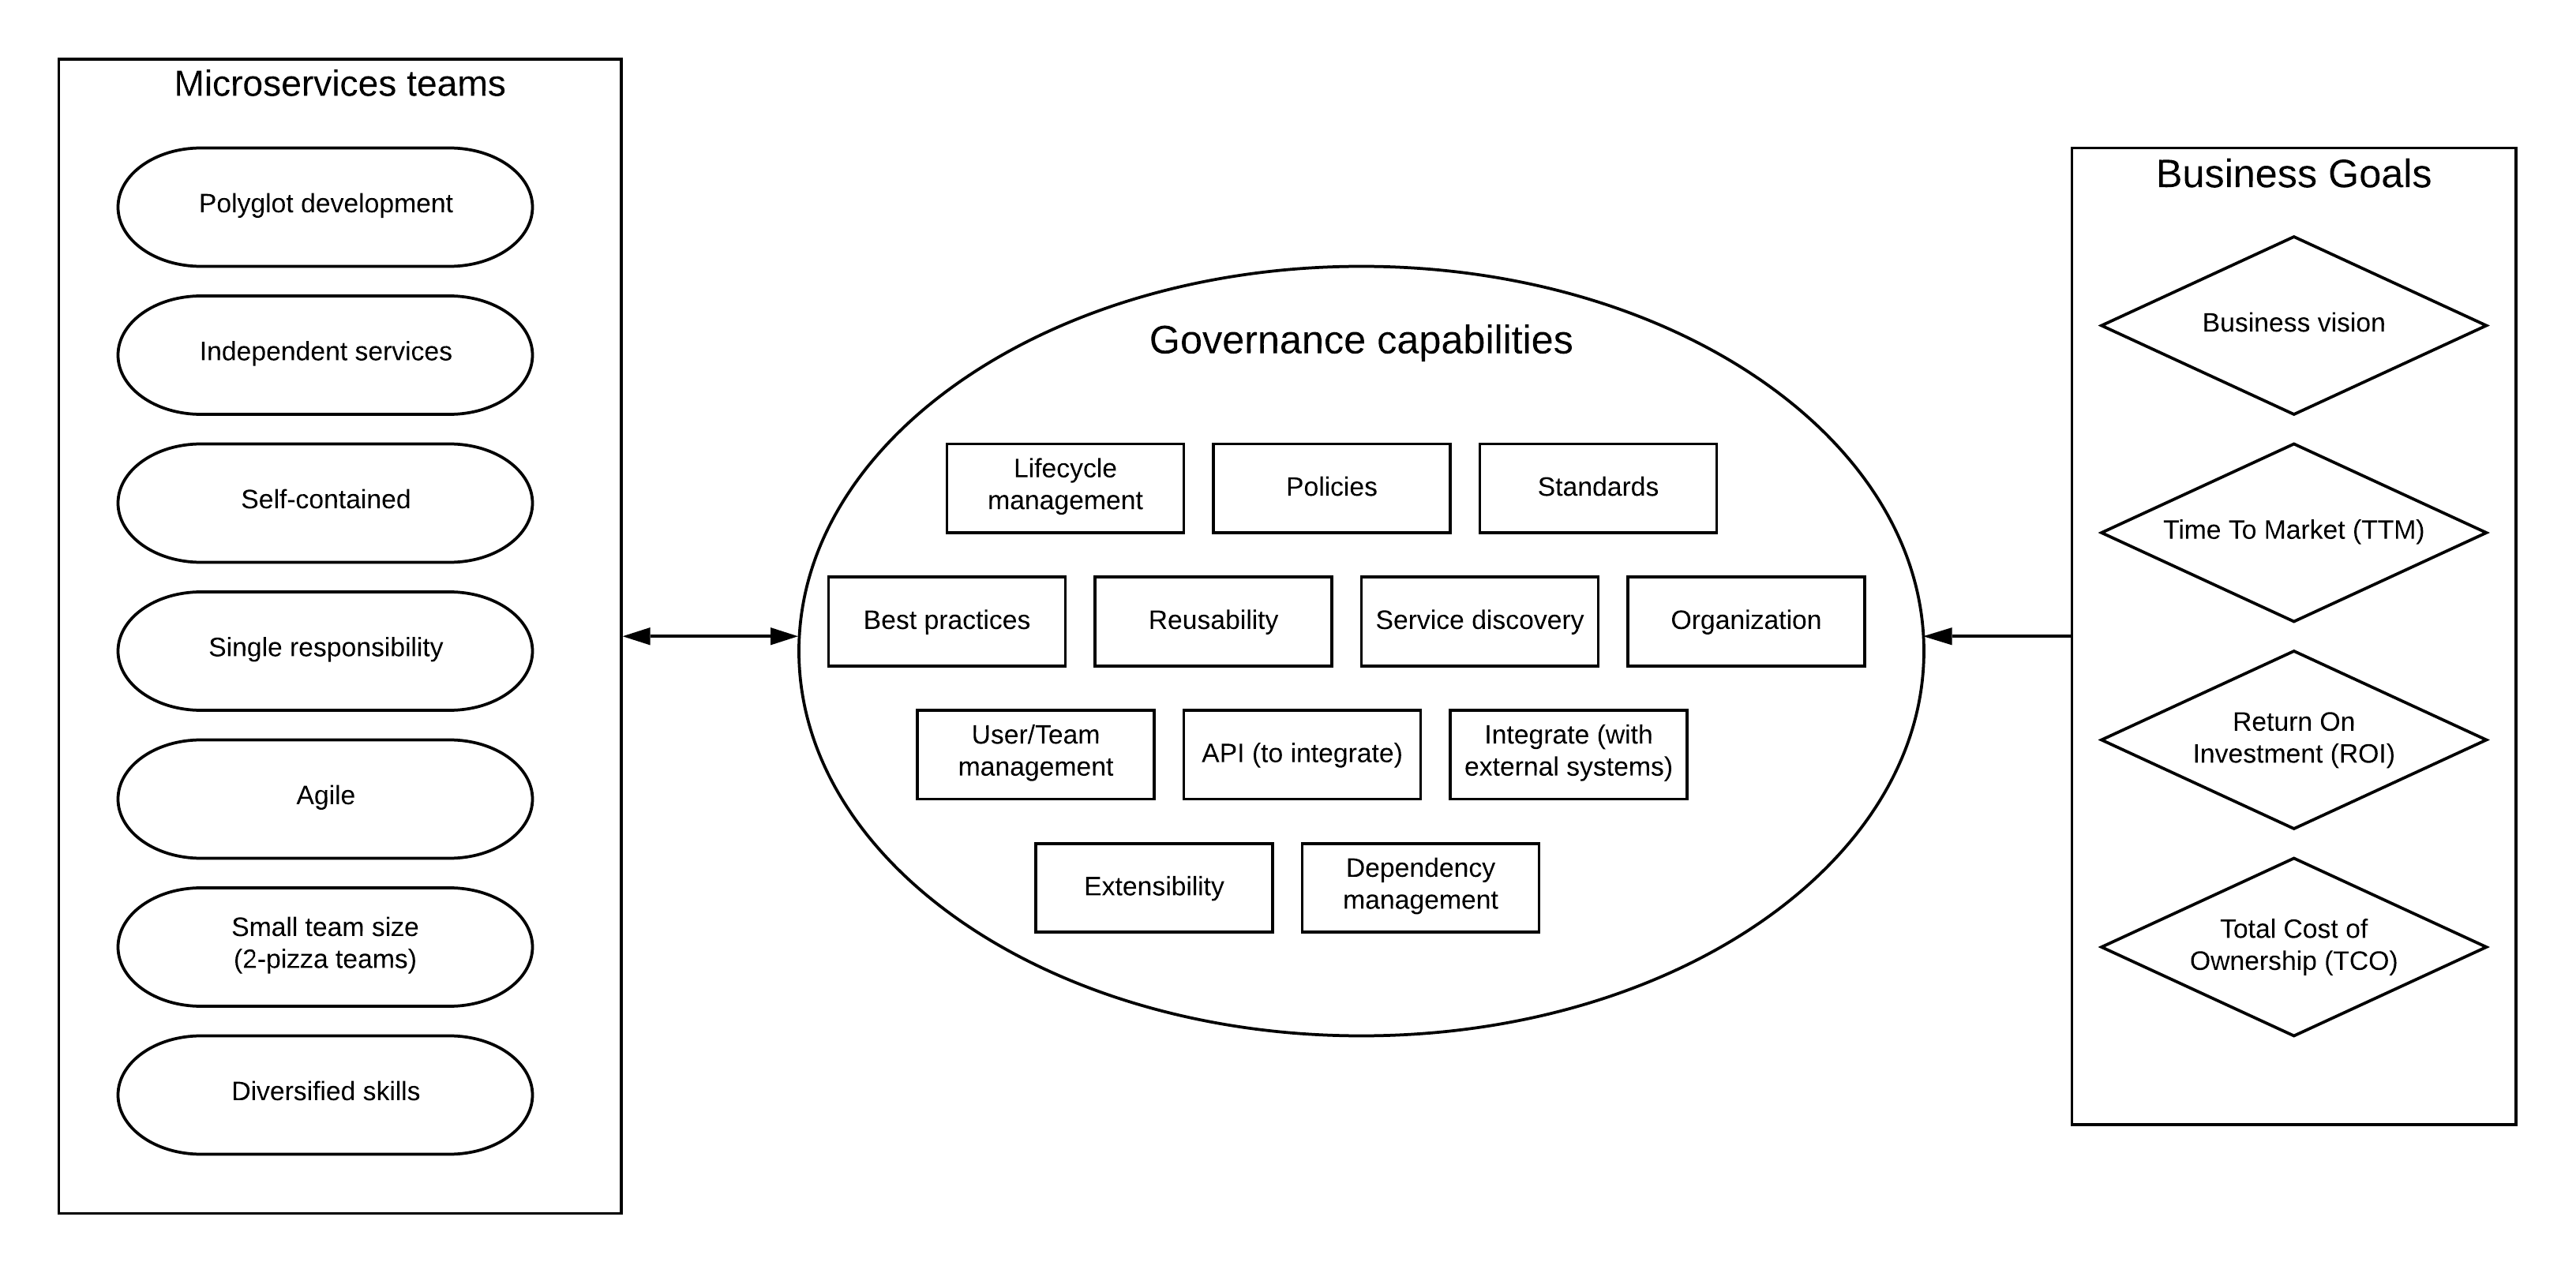 Microservices teams
Polyglot development
Independent services
Self-contained
Single responsibility
Agile
Small team size
(2-pizza teams)
Diversified skills
Governance capabilities
Lifecycle
management
Policies
Standards
Best practices
Reusability
Service discovery
Organization
User/Team
management
API (to integrate)
Integrate (with
external systems)
Extensibility
Dependency
management
Business Goals
Business vision
Time To Market (TTM)
Return On
Investment (ROI)
Total Cost of
Ownership (TCO)